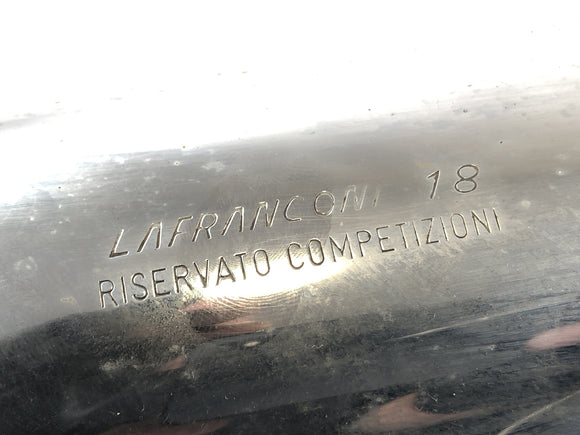 LAFRANCONI 18
RISERVATO COMPETIZIONI